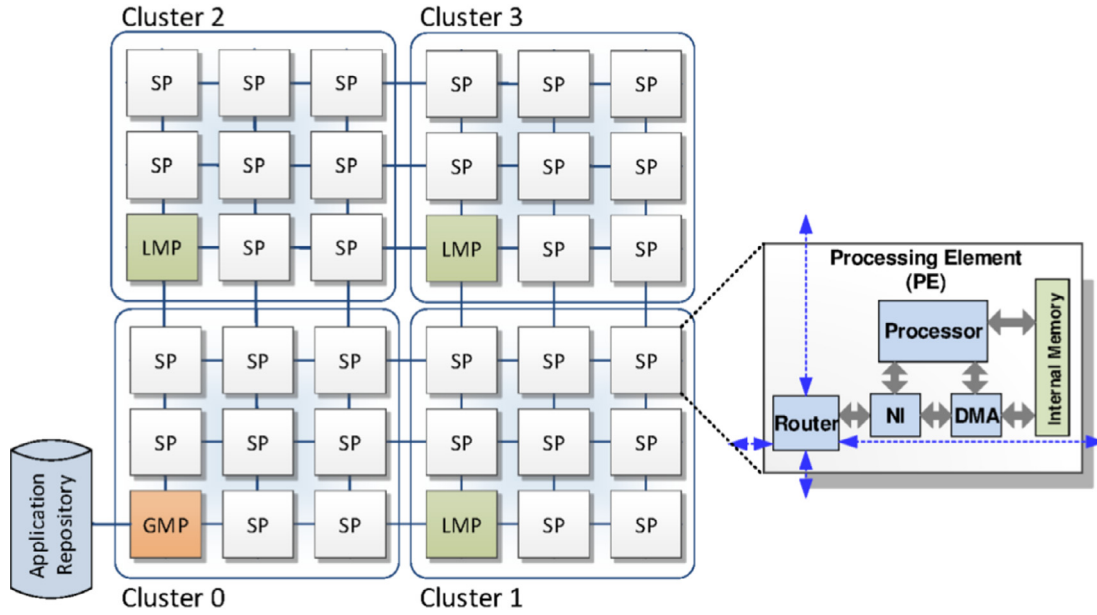 Cluster 2
Cluster 3
SP SP SP SP SP SP
SP SP SP SP SP SP
LMP SP SP LMP SP SP
SP SP SP SP SP SP
SP SP SP SP SP SP
GMP SP SP LMP SP SP
Cluster 0
Cluster 1
Application
Repository
Processing Element
(PE)
Processor
Internal Memory
Router
NI
DMA